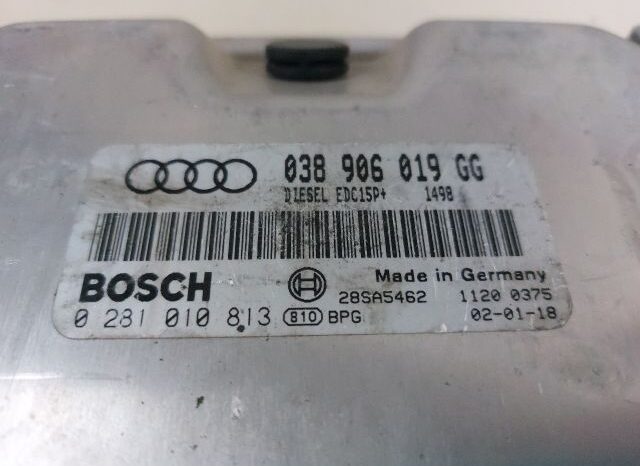 038 906 019 GG
DIESEL EDC15P+ 1498
BOSCH Made in Germany
28SA5462 1120 0375
0 281 010 813 810 BPG 02-01-18